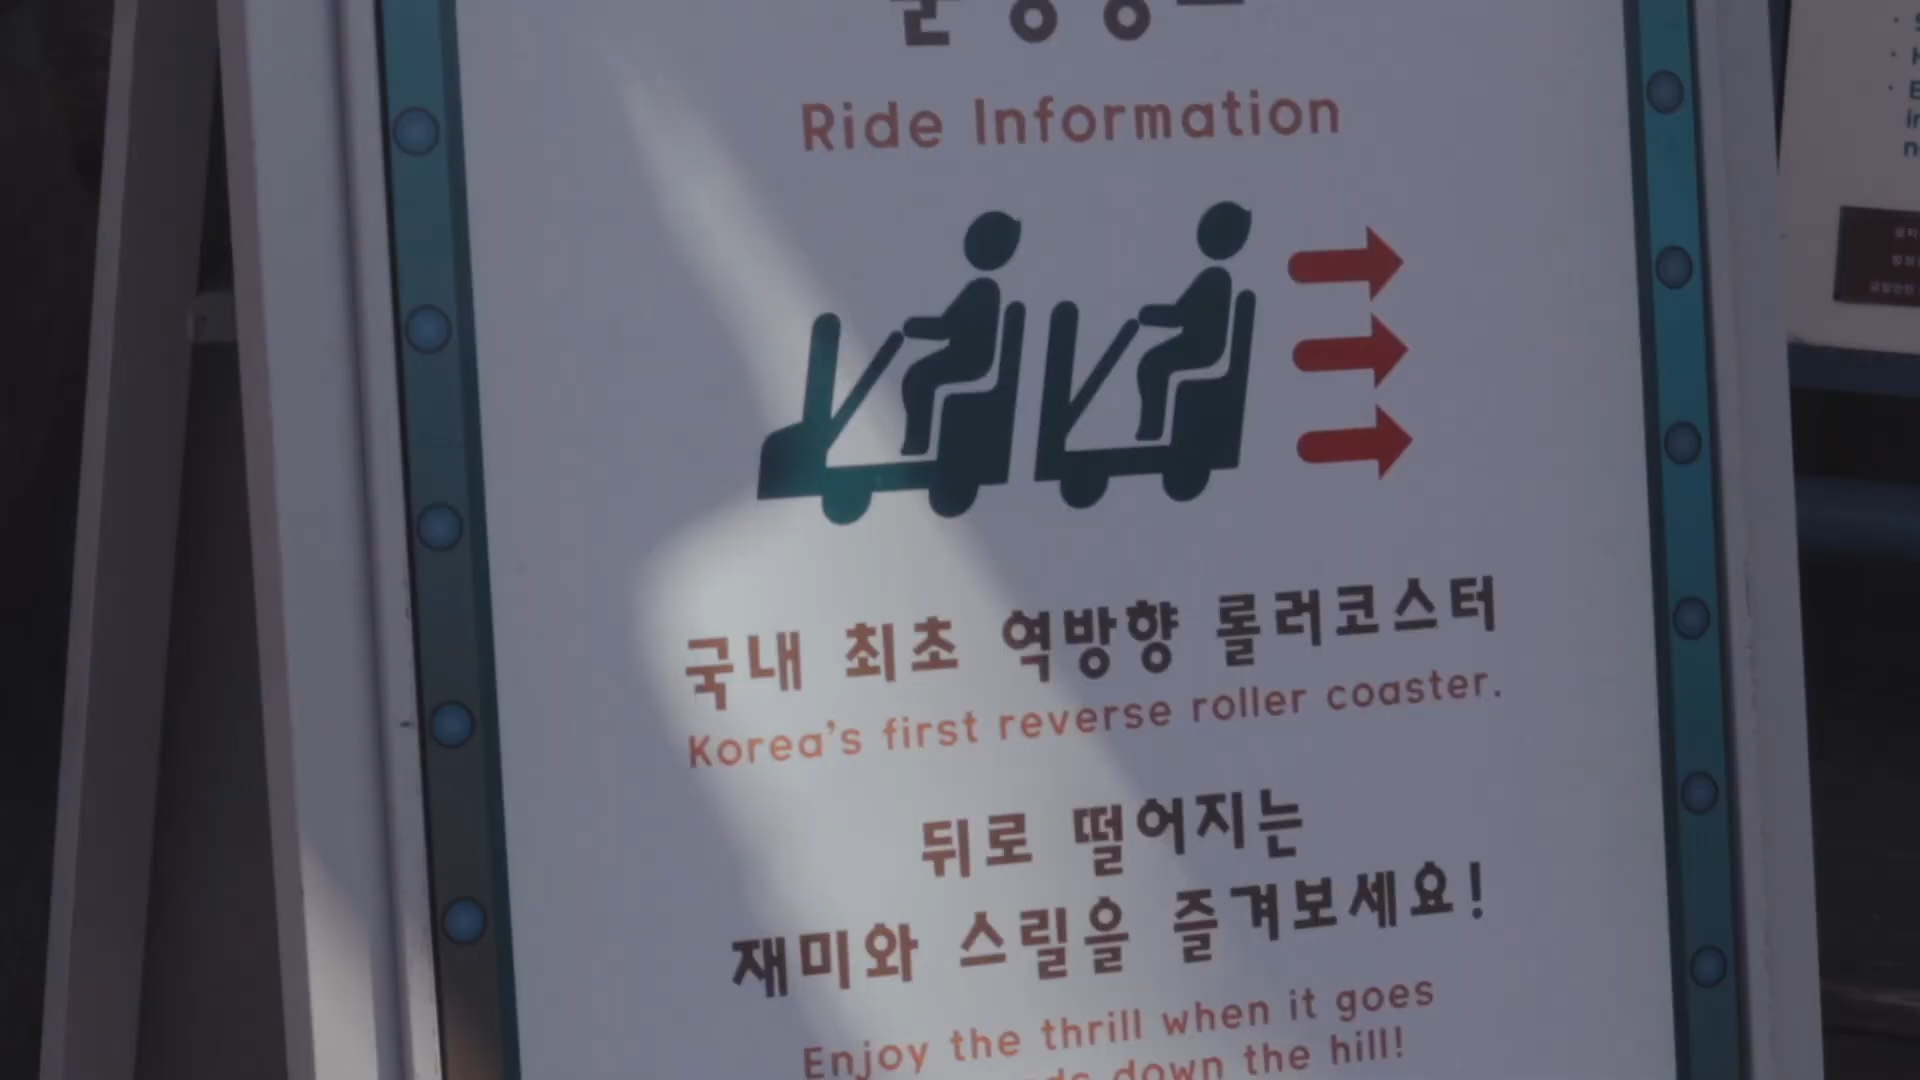 Ride Information
국내 최초 역방향 롤러코스터
Korea's first reverse roller coaster.
뒤로 떨어지는
재미와 스릴을 즐겨보세요!
Enjoy the thrill when it goes
down the hill!